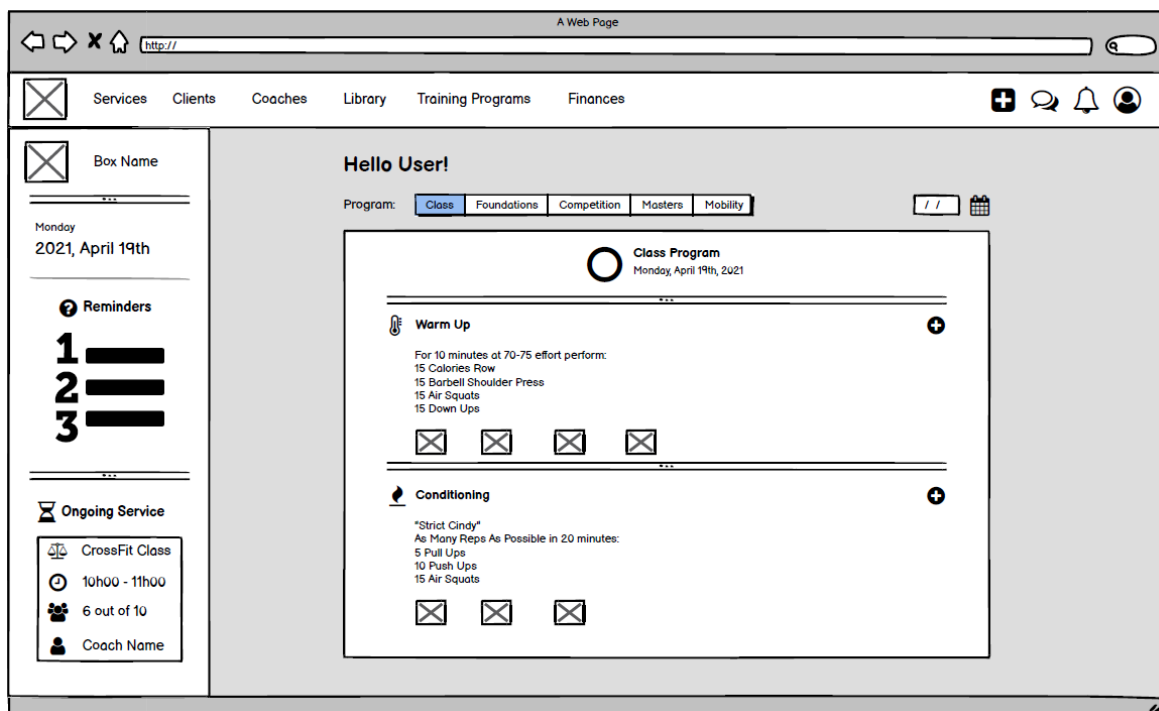 A Web Page
http://
Services Clients Coaches Library Training Programs Finances
Box Name
Monday
2021, April 19th
Reminders
1
2
3
Ongoing Service
CrossFit Class
10h00 - 11h00
6 out of 10
Coach Name
Hello User!
Program: Class Foundations Competition Masters Mobility / /
Class Program
Monday, April 19th, 2021
Warm Up
For 10 minutes at 70-75 effort perform:
15 Calories Row
15 Barbell Shoulder Press
15 Air Squats
15 Down Ups
Conditioning
"Strict Cindy"
As Many Reps As Possible in 20 minutes:
5 Pull Ups
10 Push Ups
15 Air Squats